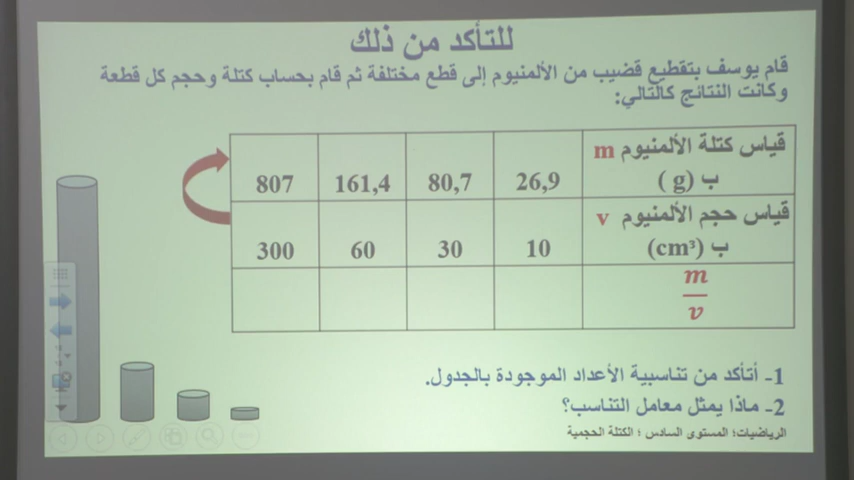 للتأكد من ذلك
قام يوسف بتقطيع قضيب من الألمنيوم إلى قطع مختلفة ثم قام بحساب كتلة وحجم كل قطعة
وكانت النتائج كالتالي:
قياس كتلة الألمنيوم m
ب (g )
26,9
80,7
161,4
807
قياس حجم الألمنيوم v
ب (cm³)
10
30
60
300
m
v
1- أتأكد من تناسبية الأعداد الموجودة بالجدول.
2- ماذا يمثل معامل التناسب؟
الرياضيات؛ المستوى السادس ؛ الكتلة الحجمية